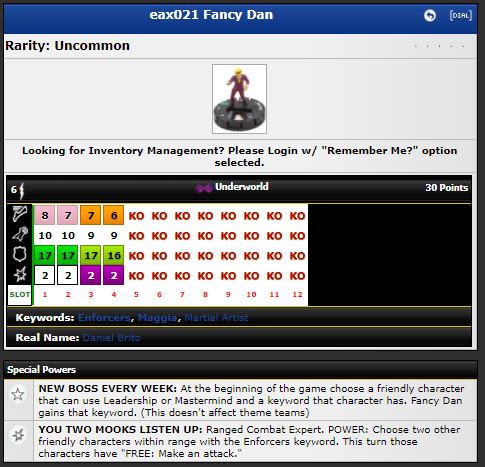 eax021 Fancy Dan
[DIAL]
Rarity: Uncommon
Looking for Inventory Management? Please Login w/ "Remember Me?" option
selected.
6 Underworld 30 Points
8 7 7 6 KO KO KO KO KO KO KO KO
10 10 9 9 KO KO KO KO KO KO KO KO
17 17 17 16 KO KO KO KO KO KO KO KO
2 2 2 2 KO KO KO KO KO KO KO KO
SLOT 1 2 3 4 5 6 7 8 9 10 11 12
Keywords: Enforcers, Maggia, Martial Artist
Real Name: Daniel Brito
Special Powers
NEW BOSS EVERY WEEK: At the beginning of the game choose a friendly character
that can use Leadership or Mastermind and a keyword that character has. Fancy Dan
gains that keyword. (This doesn't affect theme teams)
YOU TWO MOOKS LISTEN UP: Ranged Combat Expert. POWER: Choose two other
friendly characters within range with the Enforcers keyword. This turn those
characters have "FREE: Make an attack."